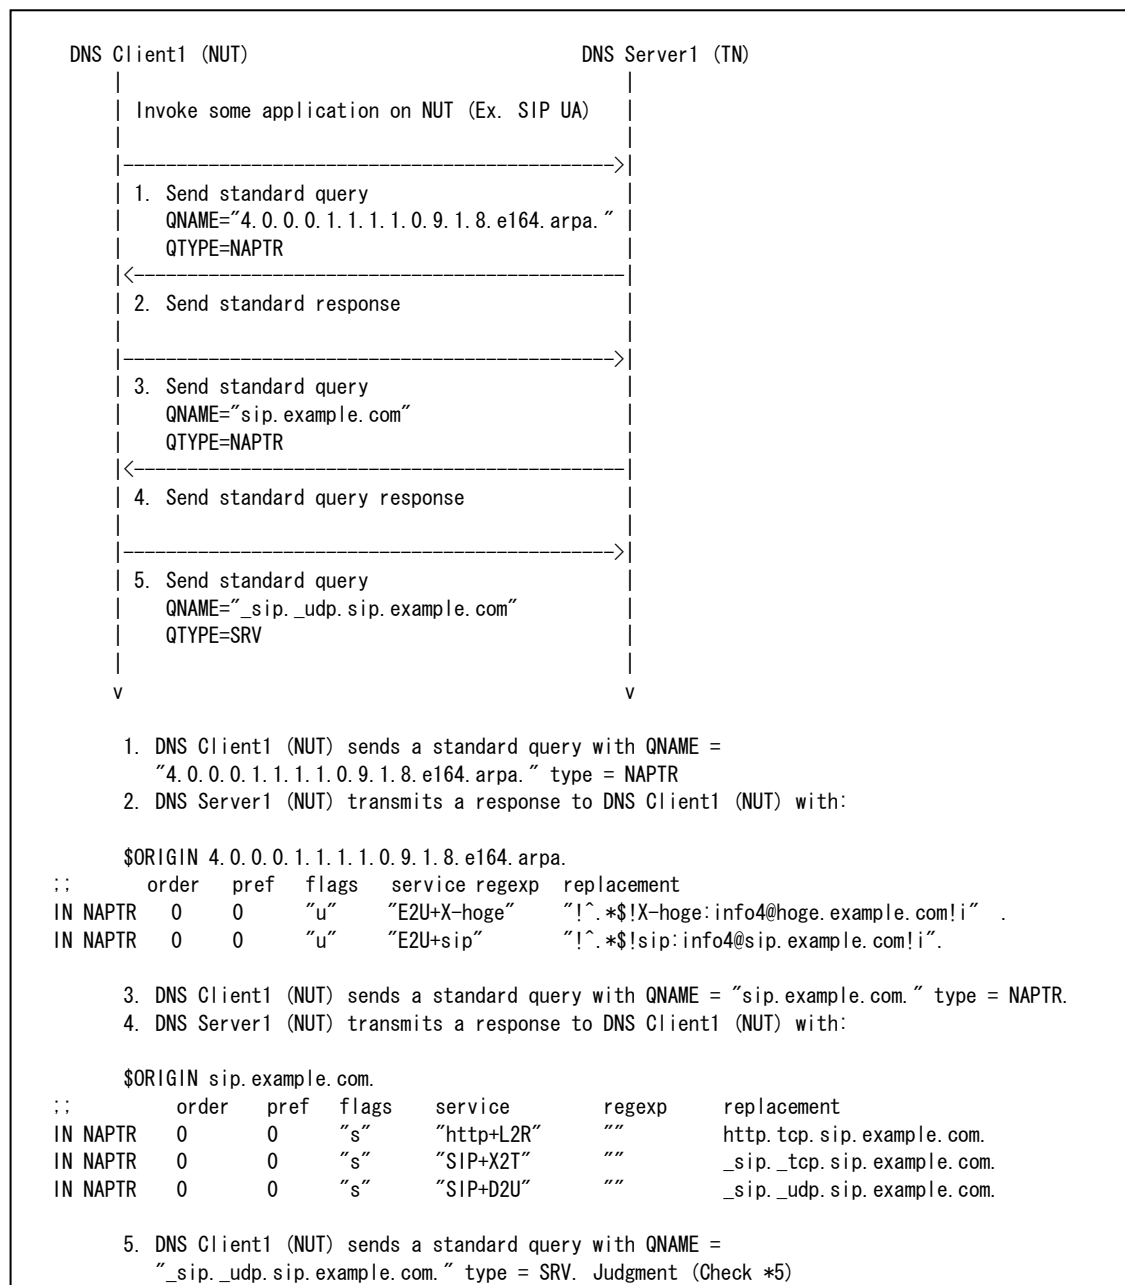 DNS Client1 (NUT)                                DNS Server1 (TN)
|                                                |
| Invoke some application on NUT (Ex. SIP UA)    |
|                                                |
|----------------------------------------------->|
| 1. Send standard query                         |
|    QNAME="4.0.0.0.1.1.1.1.0.9.1.8.e164.arpa."  |
|    QTYPE=NAPTR                                 |
|<-----------------------------------------------|
| 2. Send standard response                      |
|                                                |
|----------------------------------------------->|
| 3. Send standard query                         |
|    QNAME="sip.example.com"                     |
|    QTYPE=NAPTR                                 |
|<-----------------------------------------------|
| 4. Send standard query response                |
|                                                |
|----------------------------------------------->|
| 5. Send standard query                         |
|    QNAME="_sip._udp.sip.example.com"           |
|    QTYPE=SRV                                   |
|                                                |
v                                                v
1. DNS Client1 (NUT) sends a standard query with QNAME =
"4.0.0.0.1.1.1.1.0.9.1.8.e164.arpa." type = NAPTR
2. DNS Server1 (NUT) transmits a response to DNS Client1 (NUT) with:
$ORIGIN 4.0.0.0.1.1.1.1.0.9.1.8.e164.arpa.
;; order pref flags service regexp replacement
IN NAPTR 0 0 "u" "E2U+X-hoge" "!^.*$!X-hoge:info4@hoge.example.com!i" .
IN NAPTR 0 0 "u" "E2U+sip" "!^.*$!sip:info4@sip.example.com!i".
3. DNS Client1 (NUT) sends a standard query with QNAME = "sip.example.com." type = NAPTR.
4. DNS Server1 (NUT) transmits a response to DNS Client1 (NUT) with:
$ORIGIN sip.example.com.
;; order pref flags service regexp replacement
IN NAPTR 0 0 "s" "http+L2R" "" http.tcp.sip.example.com.
IN NAPTR 0 0 "s" "SIP+X2T" "" _sip._tcp.sip.example.com.
IN NAPTR 0 0 "s" "SIP+D2U" "" _sip._udp.sip.example.com.
5. DNS Client1 (NUT) sends a standard query with QNAME =
"_sip._udp.sip.example.com." type = SRV. Judgment (Check *5)